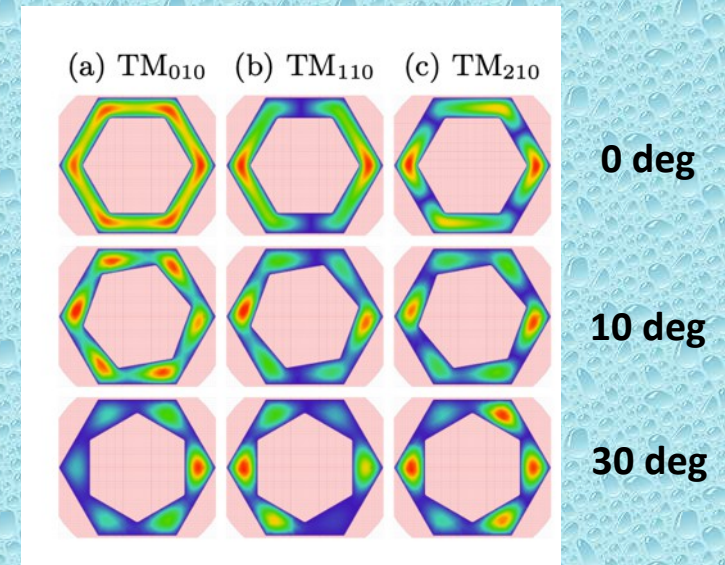 (a) TM₀₁₀ (b) TM₁₁₀ (c) TM₂₁₀
0 deg
10 deg
30 deg